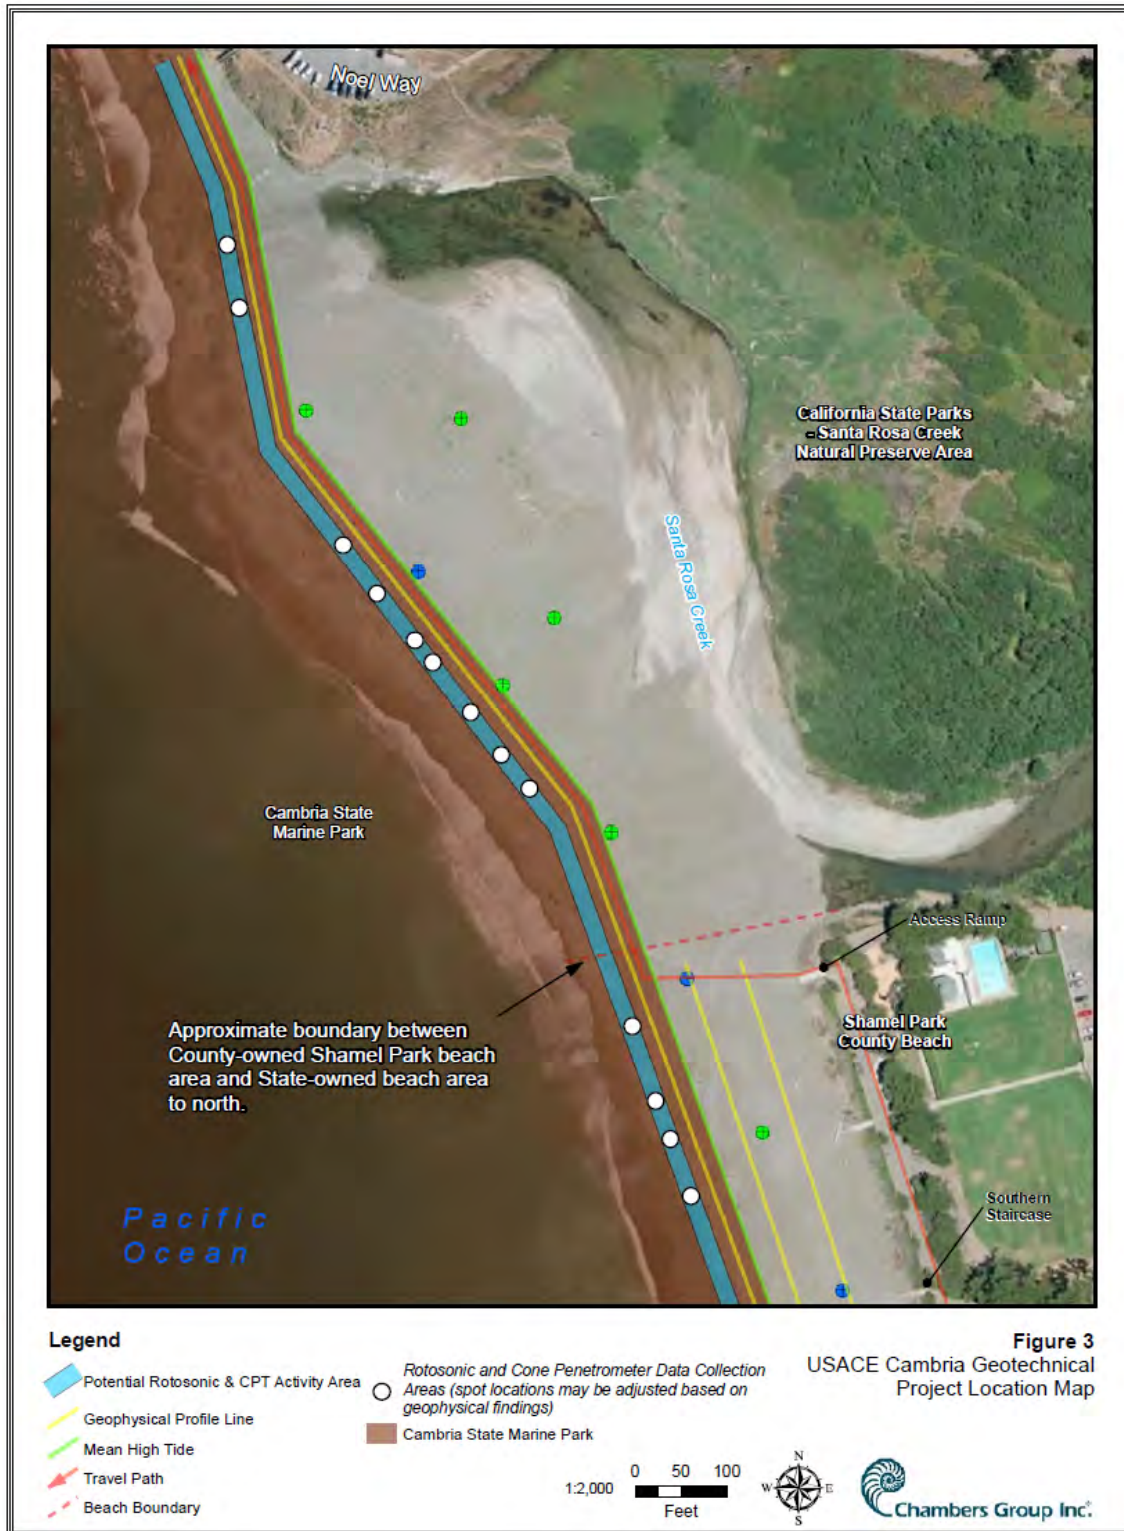 Noel Way
California State Parks
- Santa Rosa Creek
Natural Preserve Area
Santa Rosa Creek
Cambria State
Marine Park
Access Ramp
Shamel Park
County Beach
Approximate boundary between
County-owned Shamel Park beach
area and State-owned beach area
to north.
Southern
Staircase
Pacific
Ocean
Legend
Potential Rotosonic & CPT Activity Area
Geophysical Profile Line
Mean High Tide
Travel Path
Beach Boundary
Rotosonic and Cone Penetrometer Data Collection
Areas (spot locations may be adjusted based on
geophysical findings)
Cambria State Marine Park
Figure 3
USACE Cambria Geotechnical
Project Location Map
1:2,000
0 50 100
Feet
N
W E
S
Chambers Group Inc.